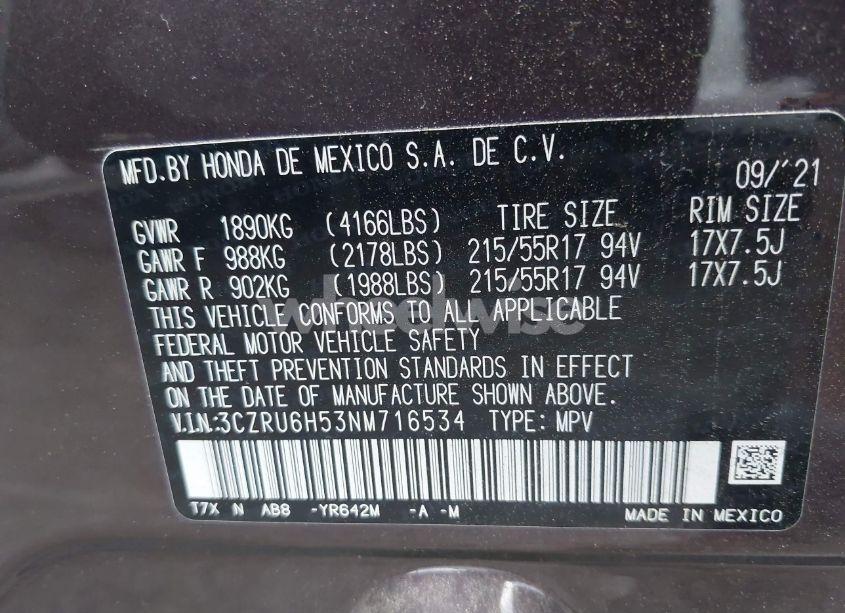 MFD.BY HONDA DE MEXICO S.A. DE C.V.
09/'21
GVWR 1890KG (4166LBS) TIRE SIZE RIM SIZE
GAWR F 988KG (2178LBS) 215/55R17 94V 17X7.5J
GAWR R 902KG (1988LBS) 215/55R17 94V 17X7.5J
THIS VEHICLE CONFORMS TO ALL APPLICABLE
FEDERAL MOTOR VEHICLE SAFETY
AND THEFT PREVENTION STANDARDS IN EFFECT
ON THE DATE OF MANUFACTURE SHOWN ABOVE.
V.I.N:3CZRU6H53NM716534 TYPE: MPV
T7X N AB8 -YR642M -A -M
MADE IN MEXICO
wheelwise